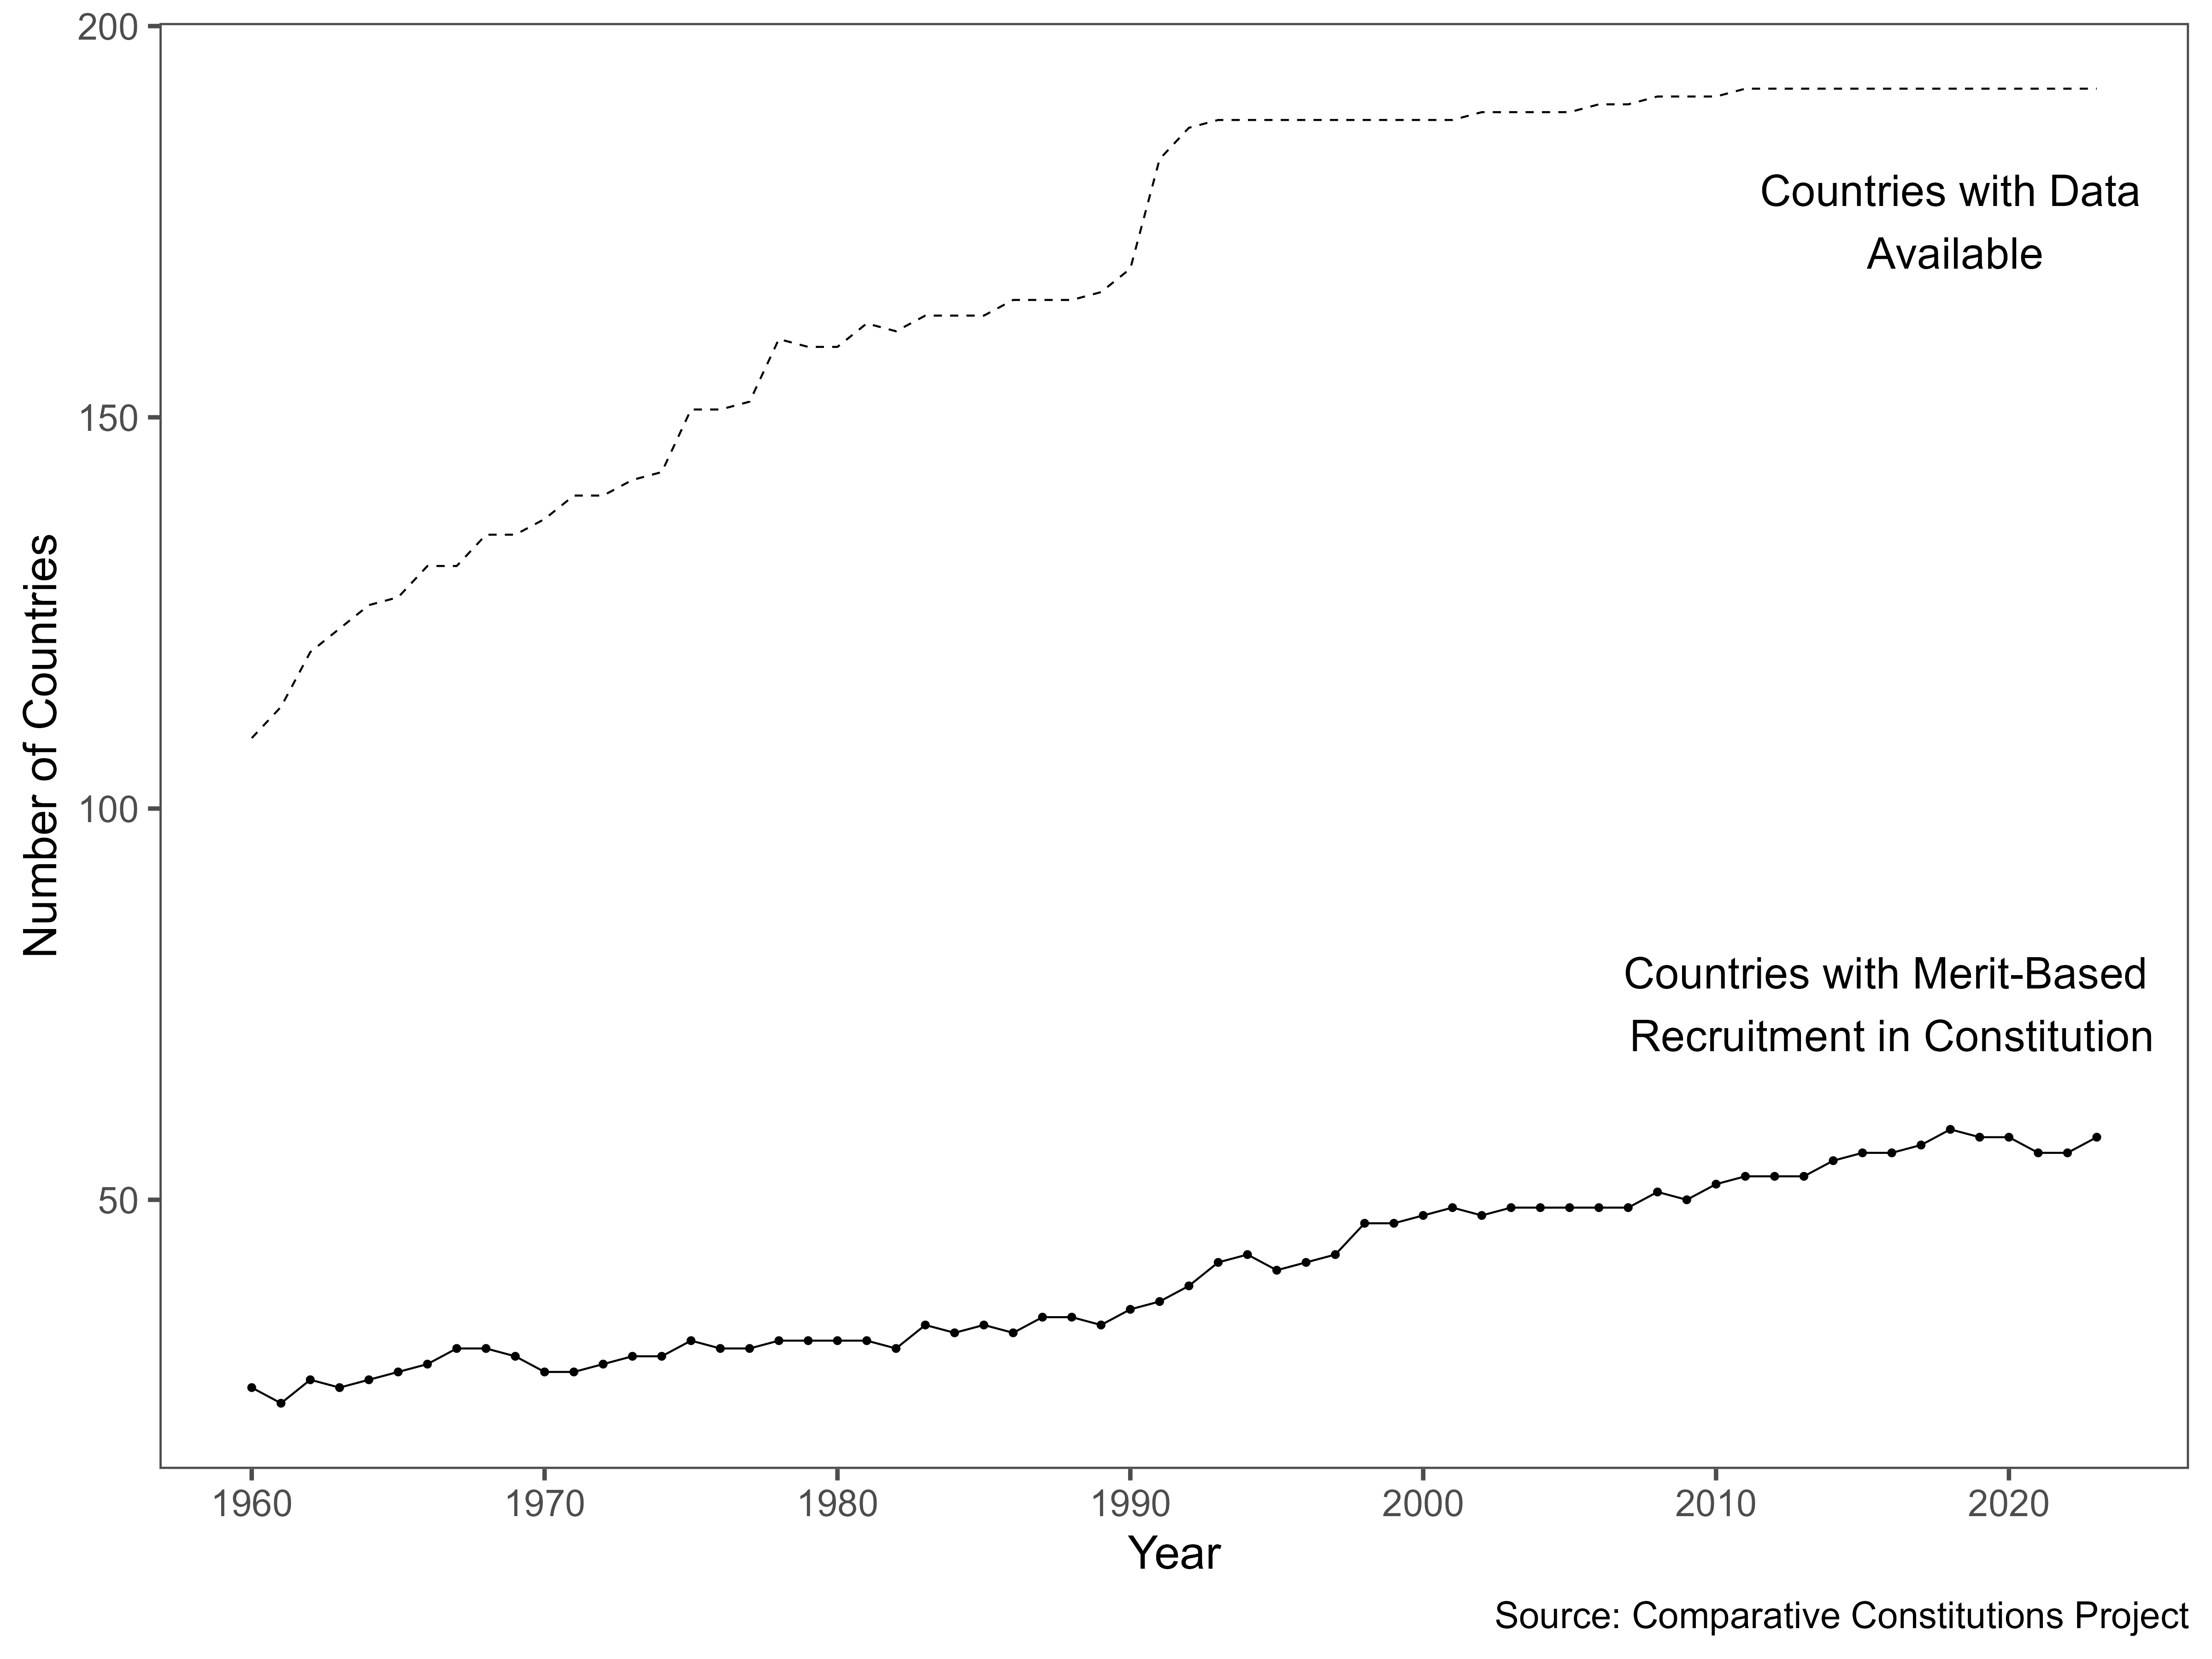 200
150
100
50
Number of Countries
Countries with Data
Available
Countries with Merit-Based
Recruitment in Constitution
1960 1970 1980 1990 2000 2010 2020
Year
Source: Comparative Constitutions Project